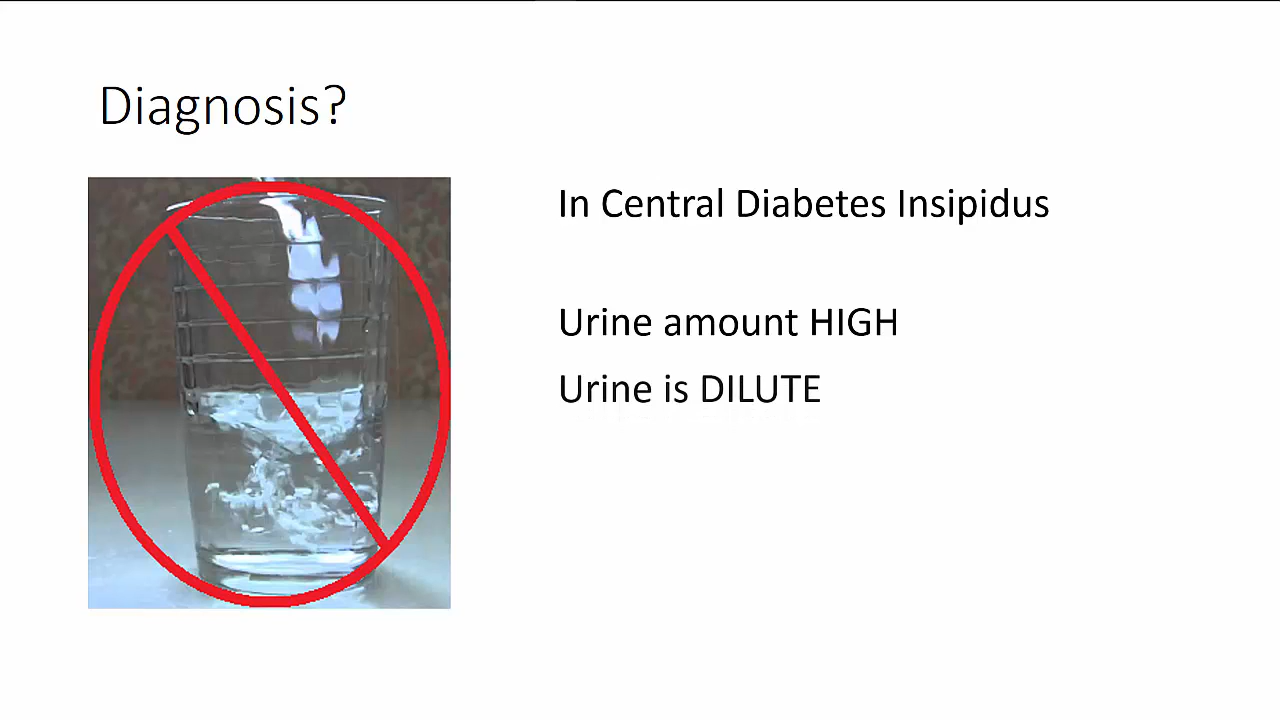 Diagnosis?
In Central Diabetes Insipidus
Urine amount HIGH
Urine is DILUTE